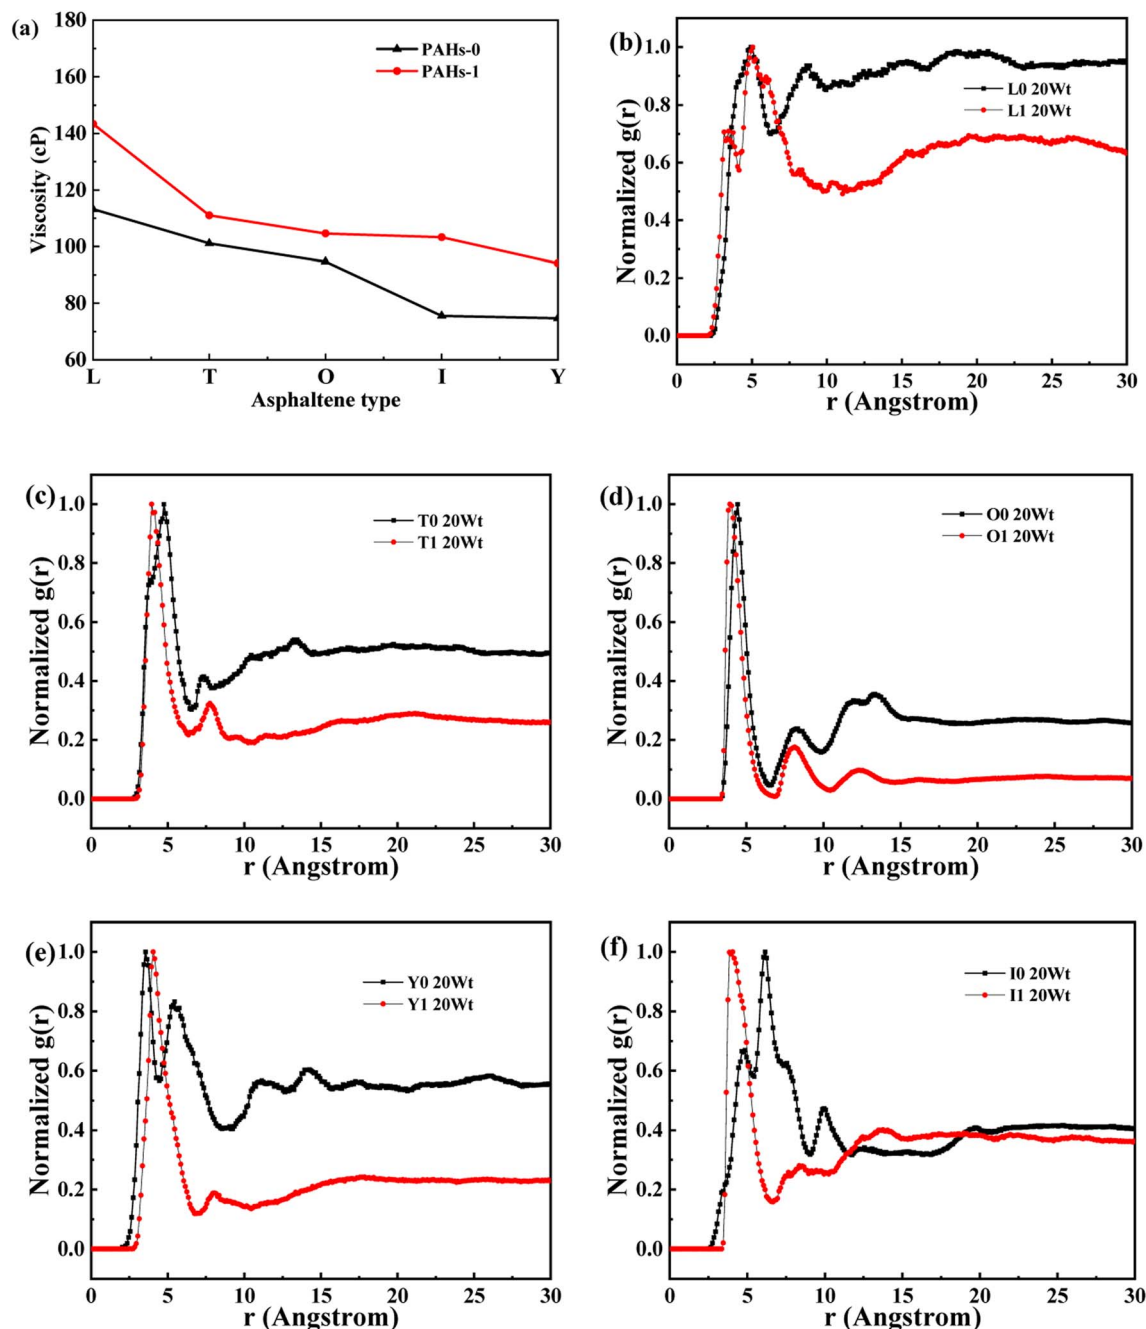 (a)
180
160
140
120
100
80
60
Viscosity (cP)
PAHs-0
PAHs-1
L T O I Y
Asphaltene type
(b)
1.0
0.8
0.6
0.4
0.2
0.0
Normalized g(r)
L0 20Wt
L1 20Wt
0 5 10 15 20 25 30
r (Angstrom)
(c)
1.0
0.8
0.6
0.4
0.2
0.0
Normalized g(r)
T0 20Wt
T1 20Wt
0 5 10 15 20 25 30
r (Angstrom)
(d)
1.0
0.8
0.6
0.4
0.2
0.0
Normalized g(r)
O0 20Wt
O1 20Wt
0 5 10 15 20 25 30
r (Angstrom)
(e)
1.0
0.8
0.6
0.4
0.2
0.0
Normalized g(r)
Y0 20Wt
Y1 20Wt
0 5 10 15 20 25 30
r (Angstrom)
(f)
1.0
0.8
0.6
0.4
0.2
0.0
Normalized g(r)
I0 20Wt
I1 20Wt
0 5 10 15 20 25 30
r (Angstrom)